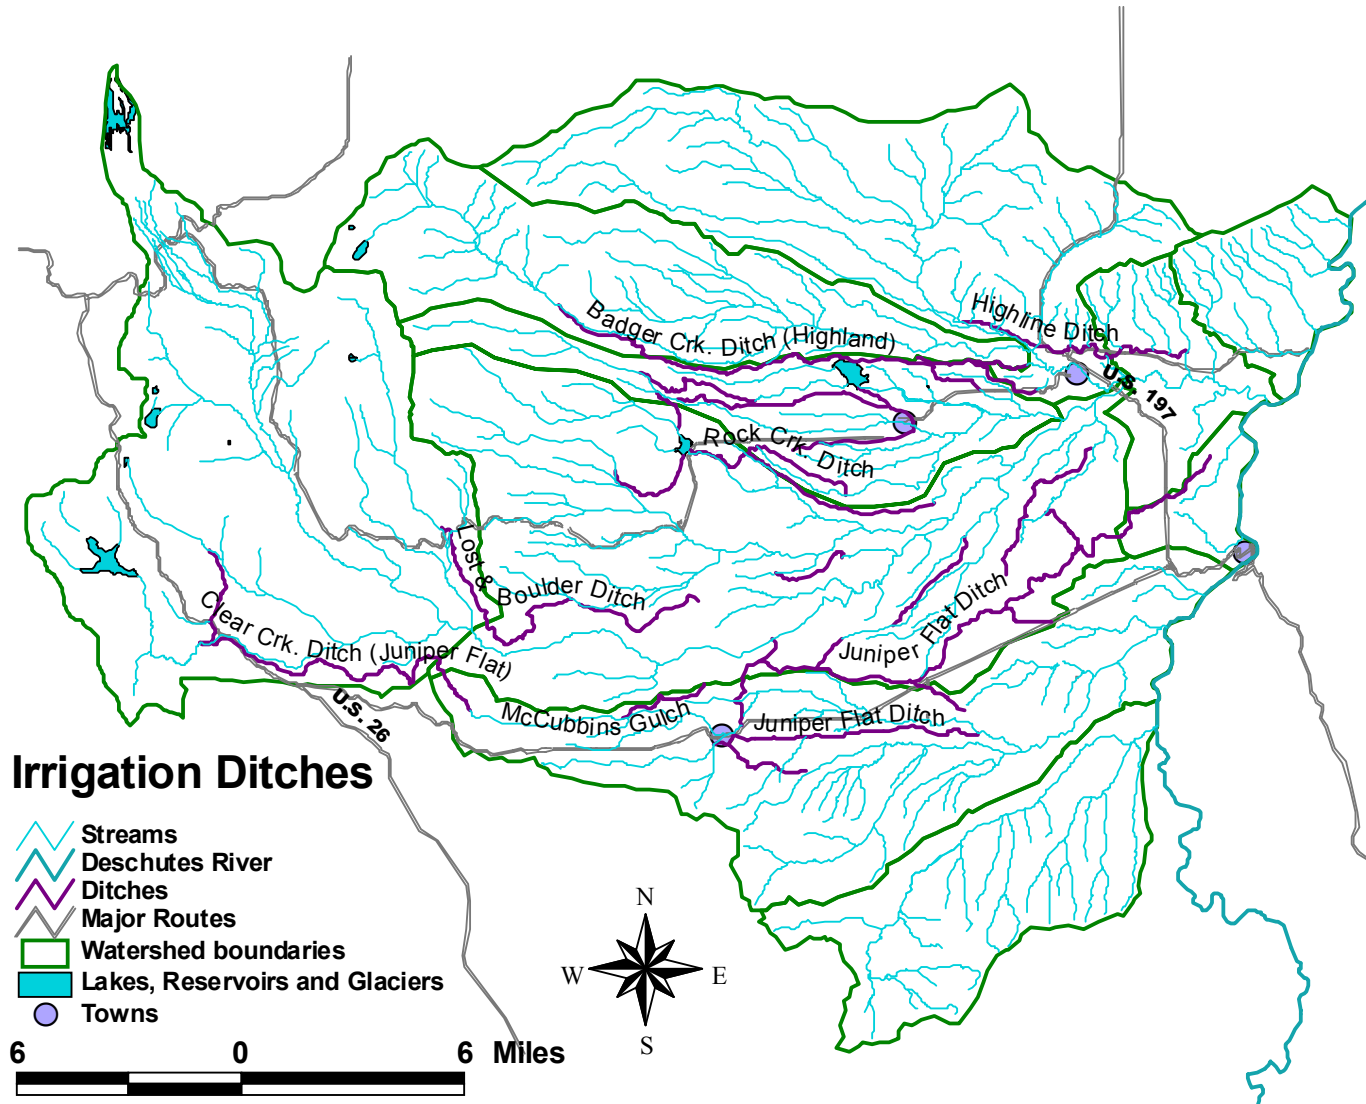 Highline Ditch
Badger Crk. Ditch (Highland)
U.S. 197
Rock Crk. Ditch
Lost &
Boulder Ditch
Clear Crk. Ditch (Juniper Flat)
Juniper Flat Ditch
McCubbins Gulch
Juniper Flat Ditch
U.S. 26
Irrigation Ditches
Streams
Deschutes River
Ditches
Major Routes
Watershed boundaries
Lakes, Reservoirs and Glaciers
Towns
N
W E
S
6 0 6 Miles